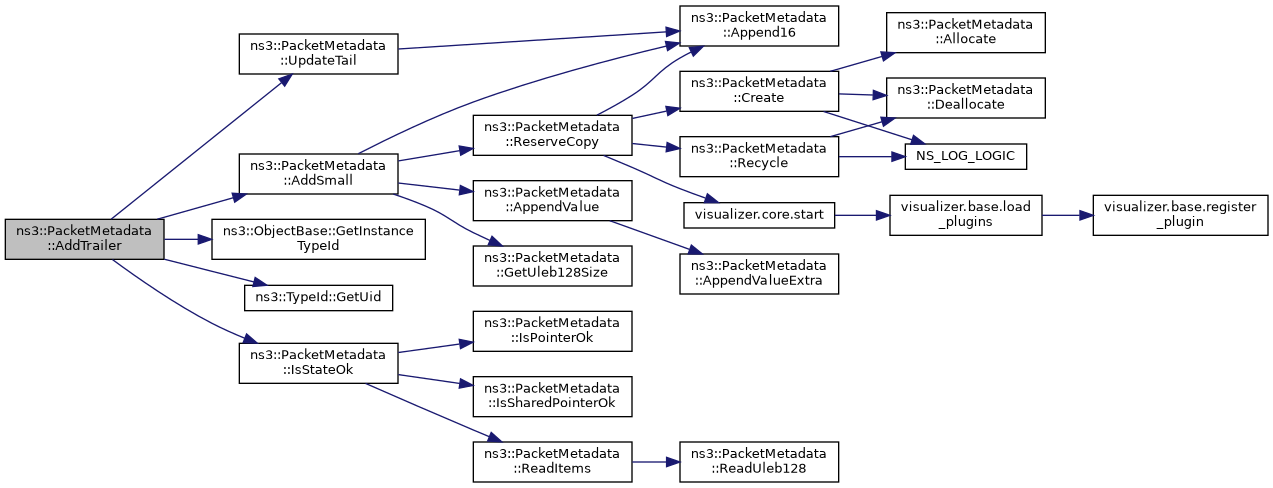 ns3::PacketMetadata
::AddTrailer
ns3::PacketMetadata
::UpdateTail
ns3::PacketMetadata
::AddSmall
ns3::ObjectBase::GetInstance
TypeId
ns3::TypeId::GetUid
ns3::PacketMetadata
::IsStateOk
ns3::PacketMetadata
::ReserveCopy
ns3::PacketMetadata
::AppendValue
ns3::PacketMetadata
::GetUleb128Size
ns3::PacketMetadata
::IsPointerOk
ns3::PacketMetadata
::IsSharedPointerOk
ns3::PacketMetadata
::ReadItems
ns3::PacketMetadata
::Append16
ns3::PacketMetadata
::Create
ns3::PacketMetadata
::Recycle
visualizer.core.start
ns3::PacketMetadata
::AppendValueExtra
ns3::PacketMetadata
::ReadUleb128
ns3::PacketMetadata
::Allocate
ns3::PacketMetadata
::Deallocate
NS_LOG_LOGIC
visualizer.base.load
_plugins
visualizer.base.register
_plugin